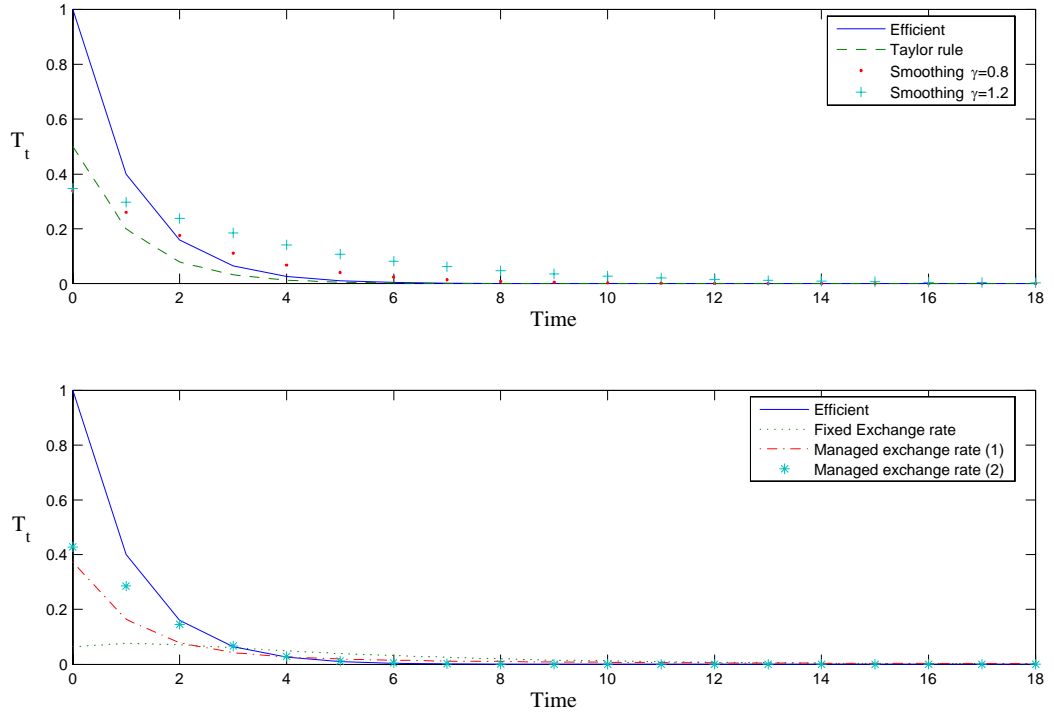 1
0.8
0.6
0.4
0.2
0
T_t
0 2 4 6 8 10 12 14 16 18
Time
Efficient
Taylor rule
Smoothing γ=0.8
Smoothing γ=1.2
1
0.8
0.6
0.4
0.2
0
T_t
0 2 4 6 8 10 12 14 16 18
Time
Efficient
Fixed Exchange rate
Managed exchange rate (1)
Managed exchange rate (2)